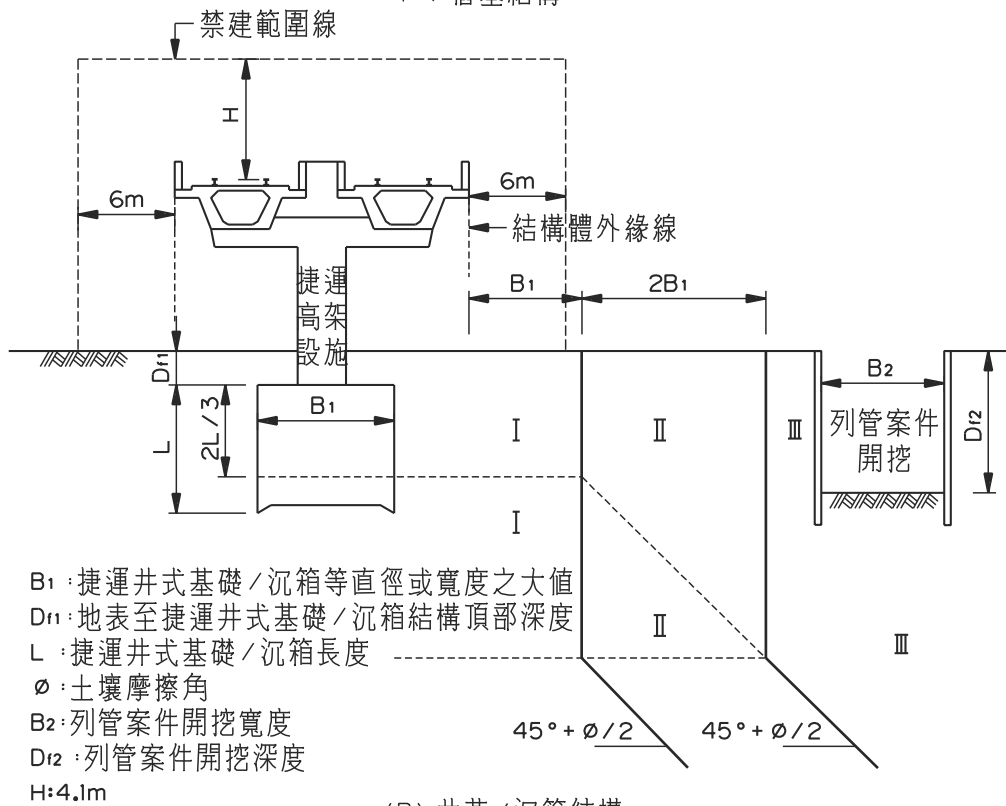 禁建範圍線
H
6m
6m
結構體外緣線
捷運
高架
設施
B1
2B1
Df1
B1
B2
2L/3
L
I
II
III
列管案件
開挖
Df2
I
II
III
B1:捷運井式基礎/沉箱等直徑或寬度之大值
Df1:地表至捷運井式基礎/沉箱結構頂部深度
L:捷運井式基礎/沉箱長度
Ø:土壤摩擦角
B2:列管案件開挖寬度
Df2:列管案件開挖深度
H:4.1m
45°+Ø/2
45°+Ø/2